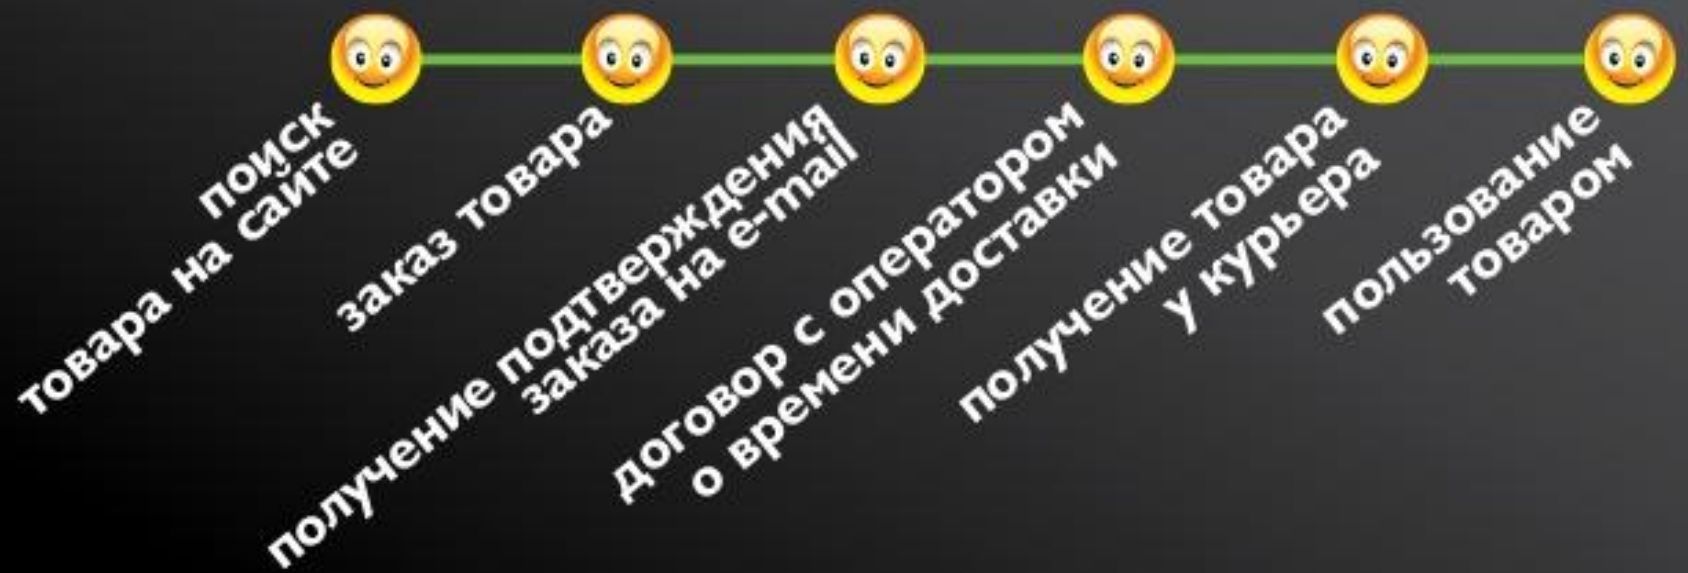 поиск
товара на сайте
заказ товара
получение подтверждения
заказа на e-mail
договор с оператором
о времени доставки
получение товара
у курьера
пользование
товаром